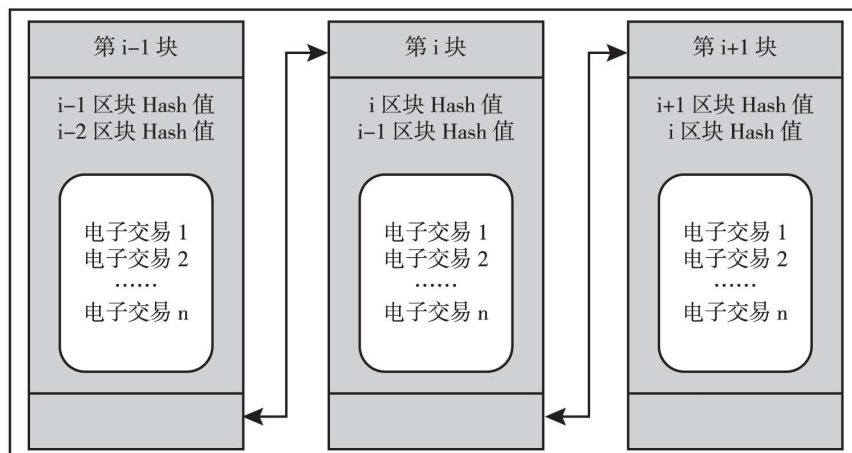 第 i-1 块
i-1 区块 Hash 值
i-2 区块 Hash 值
电子交易 1
电子交易 2
……
电子交易 n
第 i 块
i 区块 Hash 值
i-1 区块 Hash 值
电子交易 1
电子交易 2
……
电子交易 n
第 i+1 块
i+1 区块 Hash 值
i 区块 Hash 值
电子交易 1
电子交易 2
……
电子交易 n